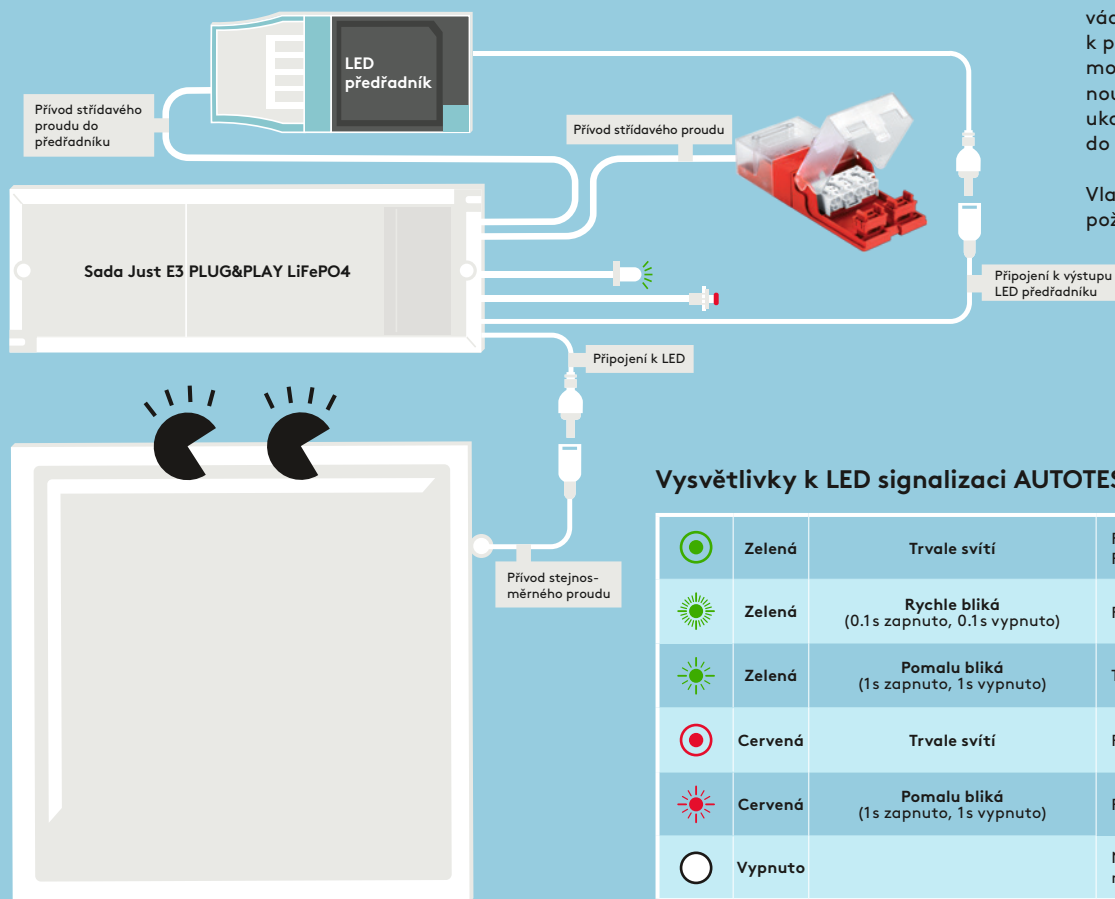 LED
předřadník
Přívod střídavého
proudu do
předřadníku
Přívod střídavého proudu
Sada Just E3 PLUG&PLAY LiFePO4
Připojení k výstupu
LED předřadníku
Připojení k LED
Přívod stejnos-
měrného proudu
k p
do
Vysvětlivky k LED signalizaci
Zelená Trvale svítí
Zelená Rychle bliká
(0.1s zapnuto, 0.1s vypnuto)
Zelená Pomalu bliká
(1s zapnuto, 1s vypnuto)
Červená Trvale svítí
Červená Pomalu bliká
(1s zapnuto, 1s vypnuto)
Vypnuto